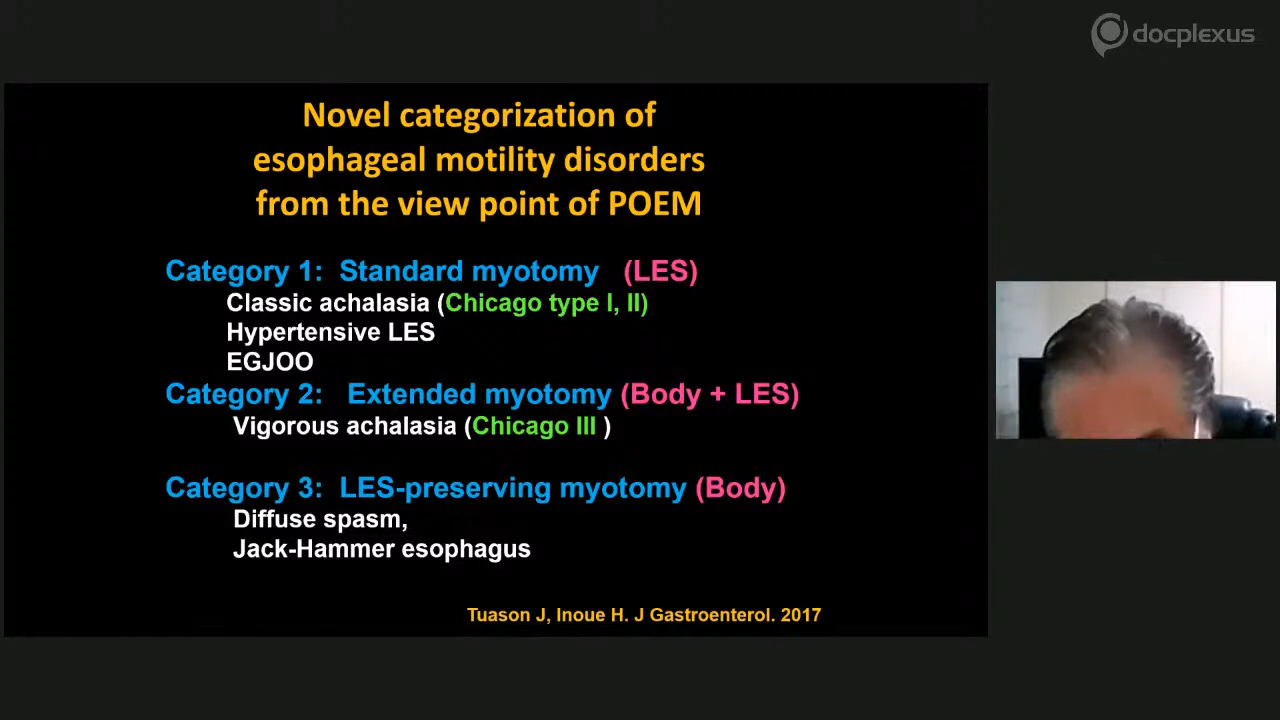 docplexus
Novel categorization of
esophageal motility disorders
from the view point of POEM
Category 1: Standard myotomy (LES)
Classic achalasia (Chicago type I, II)
Hypertensive LES
EGJOO
Category 2: Extended myotomy (Body + LES)
Vigorous achalasia (Chicago III )
Category 3: LES-preserving myotomy (Body)
Diffuse spasm,
Jack-Hammer esophagus
Tuason J, Inoue H. J Gastroenterol. 2017